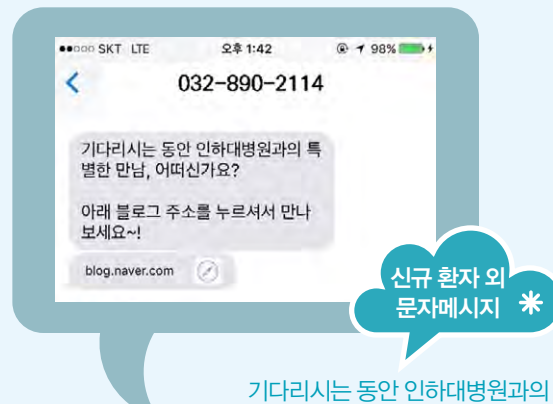 SKT LTE 오후 1:42 98%
032-890-2114
기다리시는 동안 인하대병원과의 특
별한 만남, 어떠신가요?
아래 블로그 주소를 누르셔서 만나
보세요~!
blog.naver.com
신규 환자 외
문자메시지
기다리시는 동안 인하대병원과의